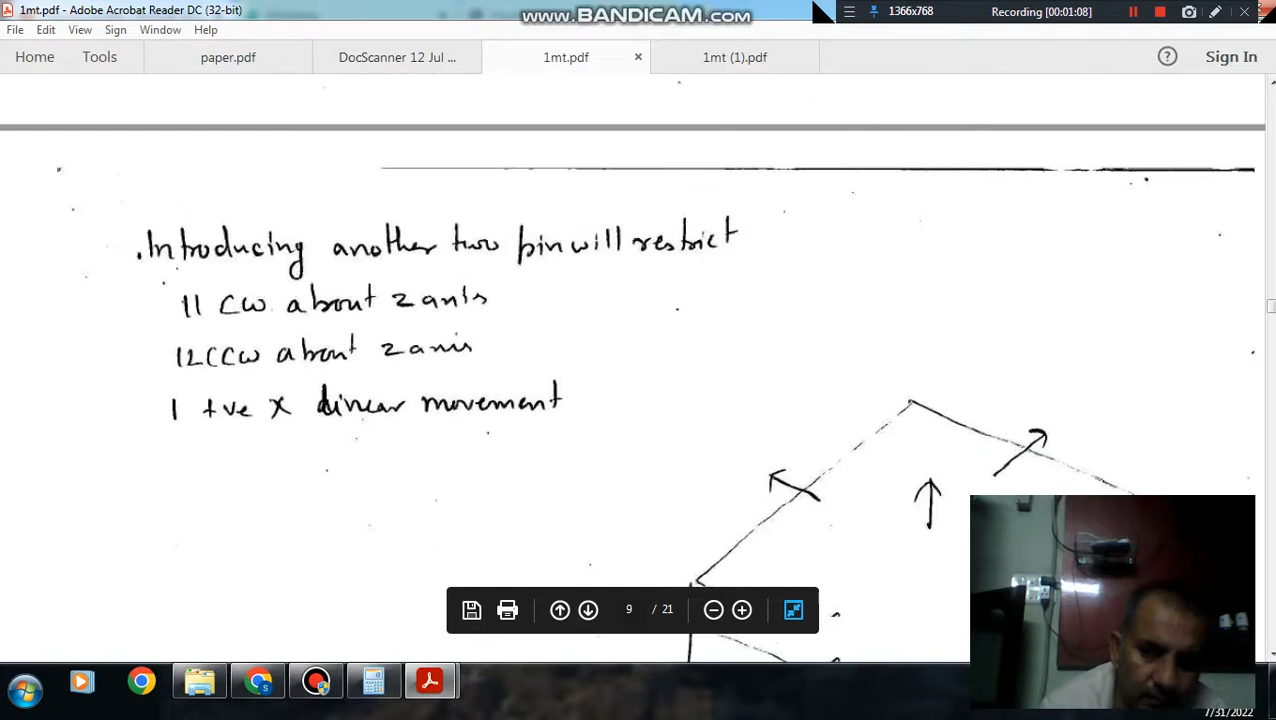 1mt.pdf - Adobe Acrobat Reader DC (32-bit)
www.BANDICAM.com
1366x768
Recording [00:01:08]
File Edit View Sign Window Help
Home Tools paper.pdf DocScanner 12 Jul ... 1mt.pdf × 1mt (1).pdf Sign In
.Introducing another two pin will restrict
11 CW about z axis
12 CCW about z axis
1 +ve X linear movement
9 / 21
7/31/2022